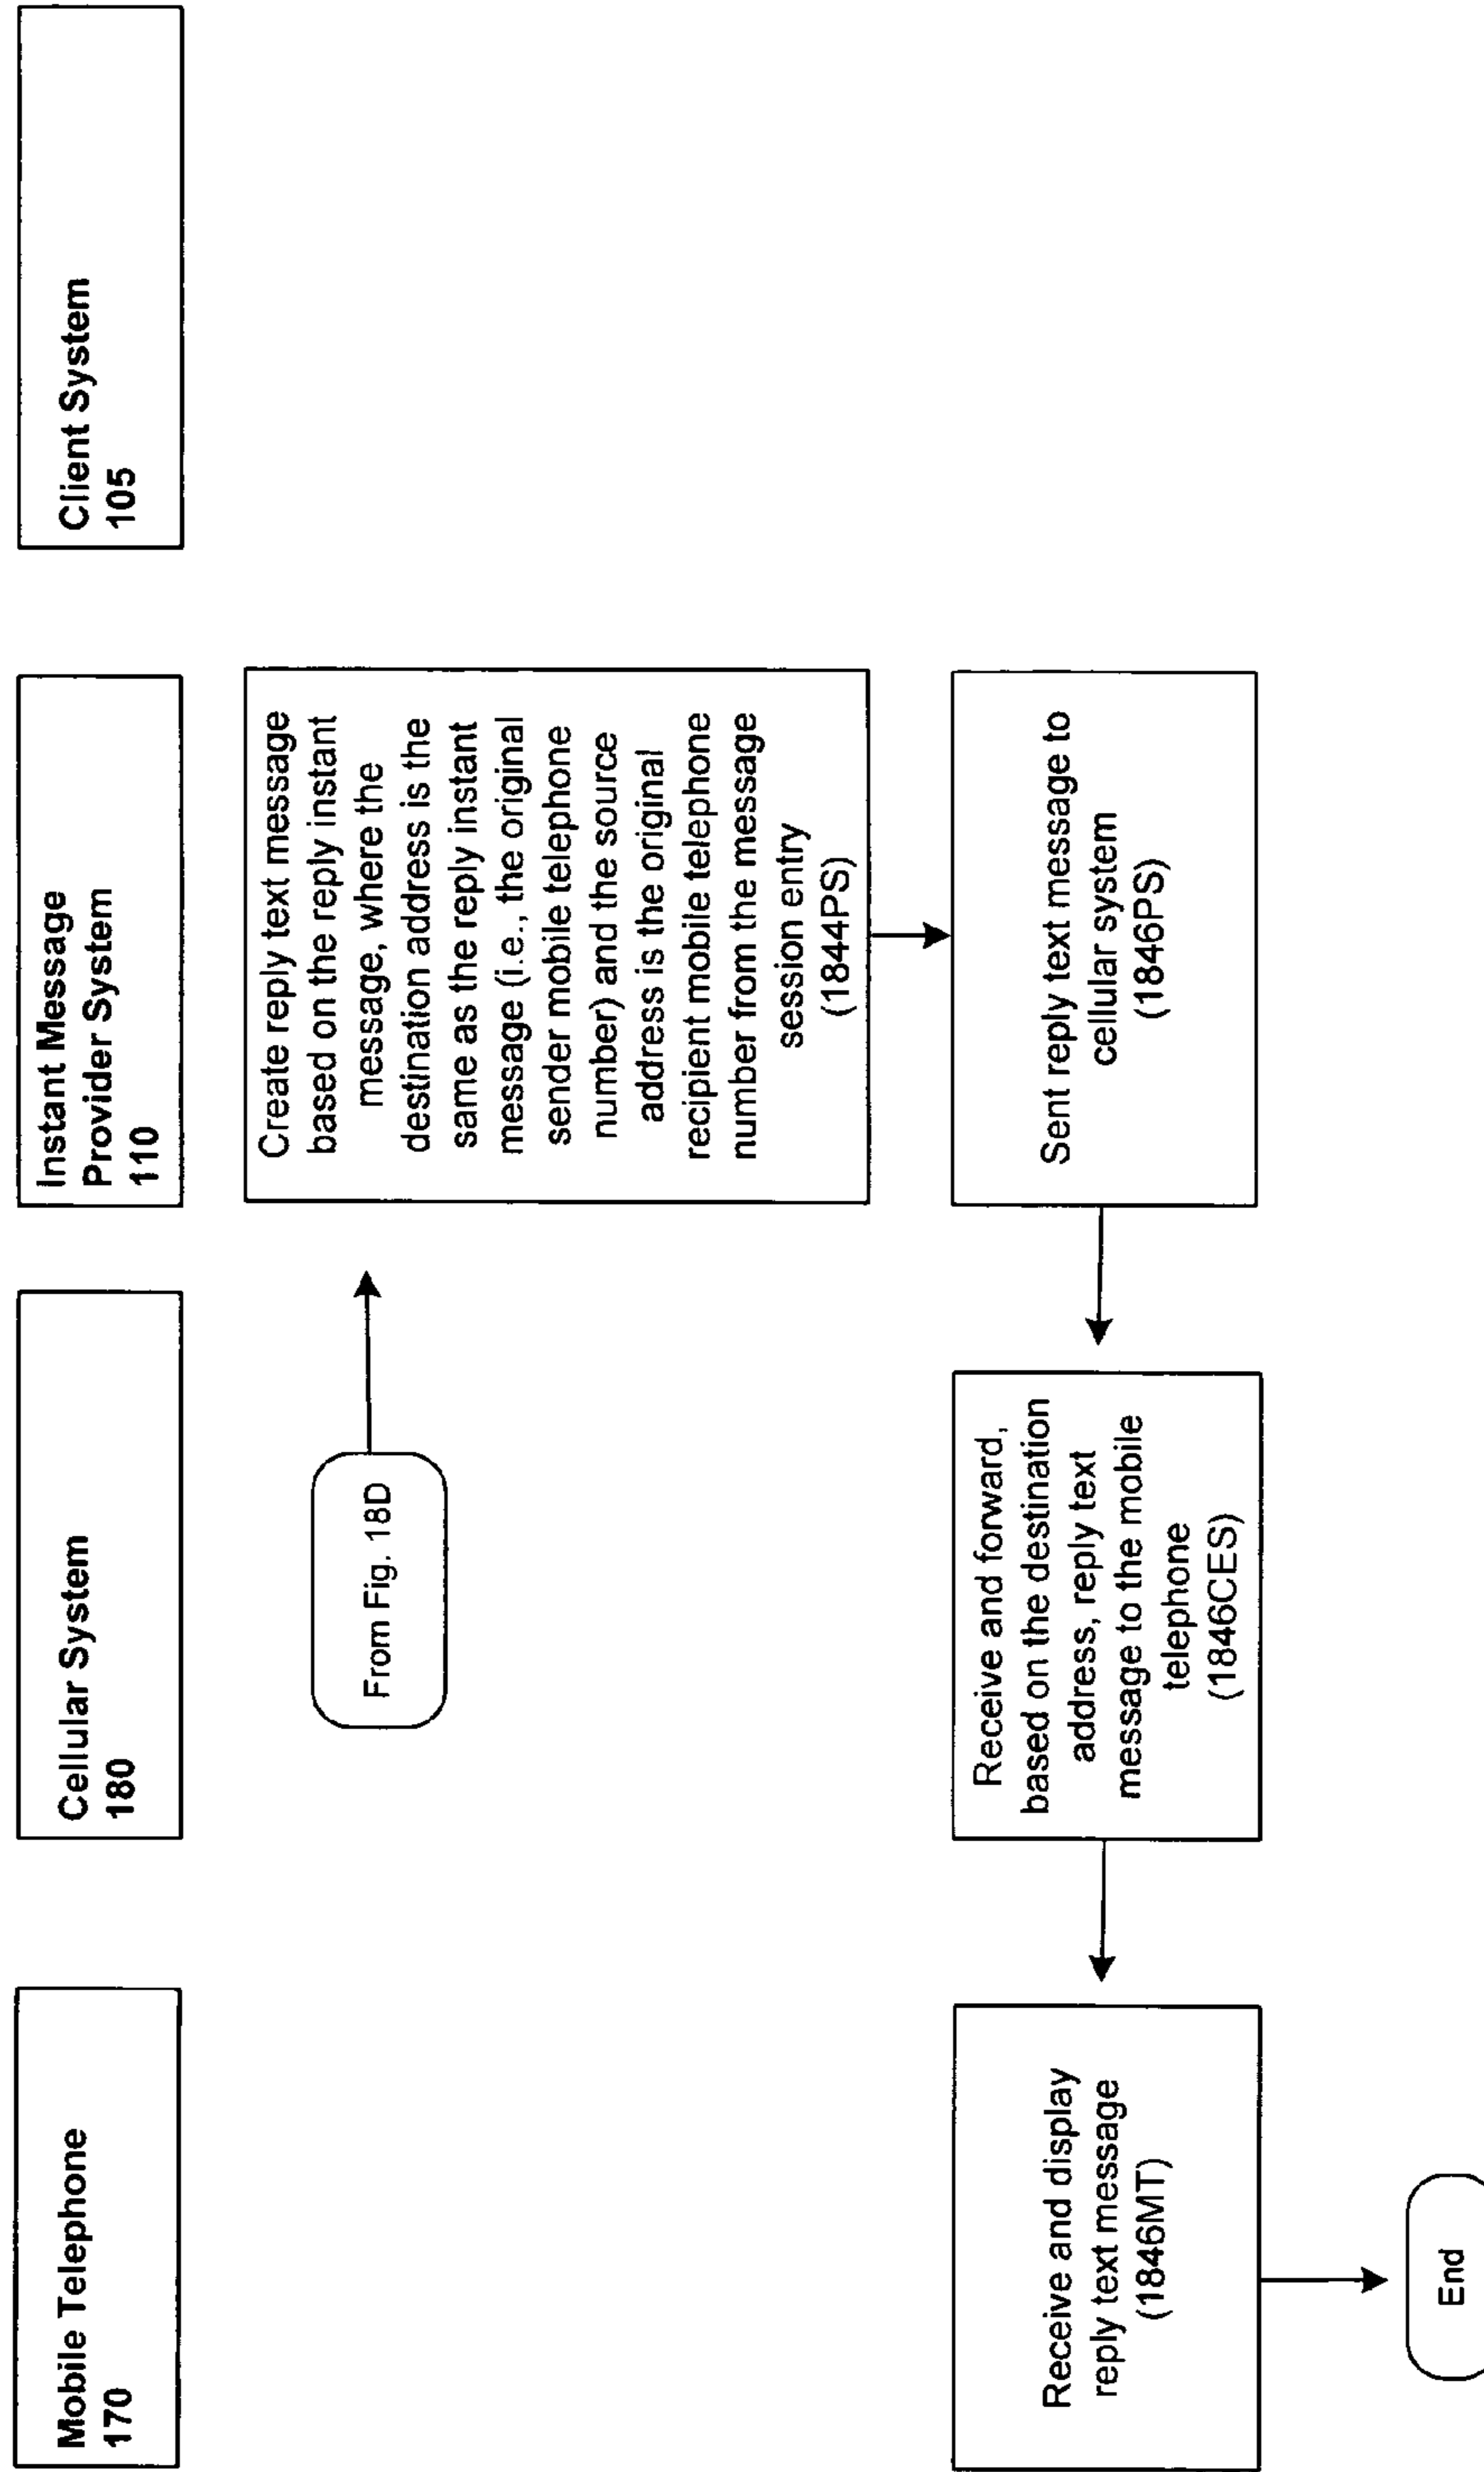 Mobile Telephone
170
Cellular System
180
Instant Message
Provider System
110
Client System
105
From Fig. 18D
Create reply text message
based on the reply instant
message, where the
destination address is the
same as the reply instant
message (i.e., the original
sender mobile telephone
number) and the source
address is the original
recipient mobile telephone
number from the message
session entry
(1844PS)
Sent reply text message to
cellular system
(1846PS)
Receive and forward,
based on the destination
address, reply text
message to the mobile
telephone
(1846CES)
Receive and display
reply text message
(1846MT)
End